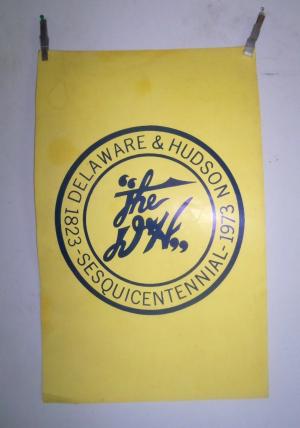 DELAWARE & HUDSON
1823-SESQUICENTENNIAL-1973
"The
D&H"